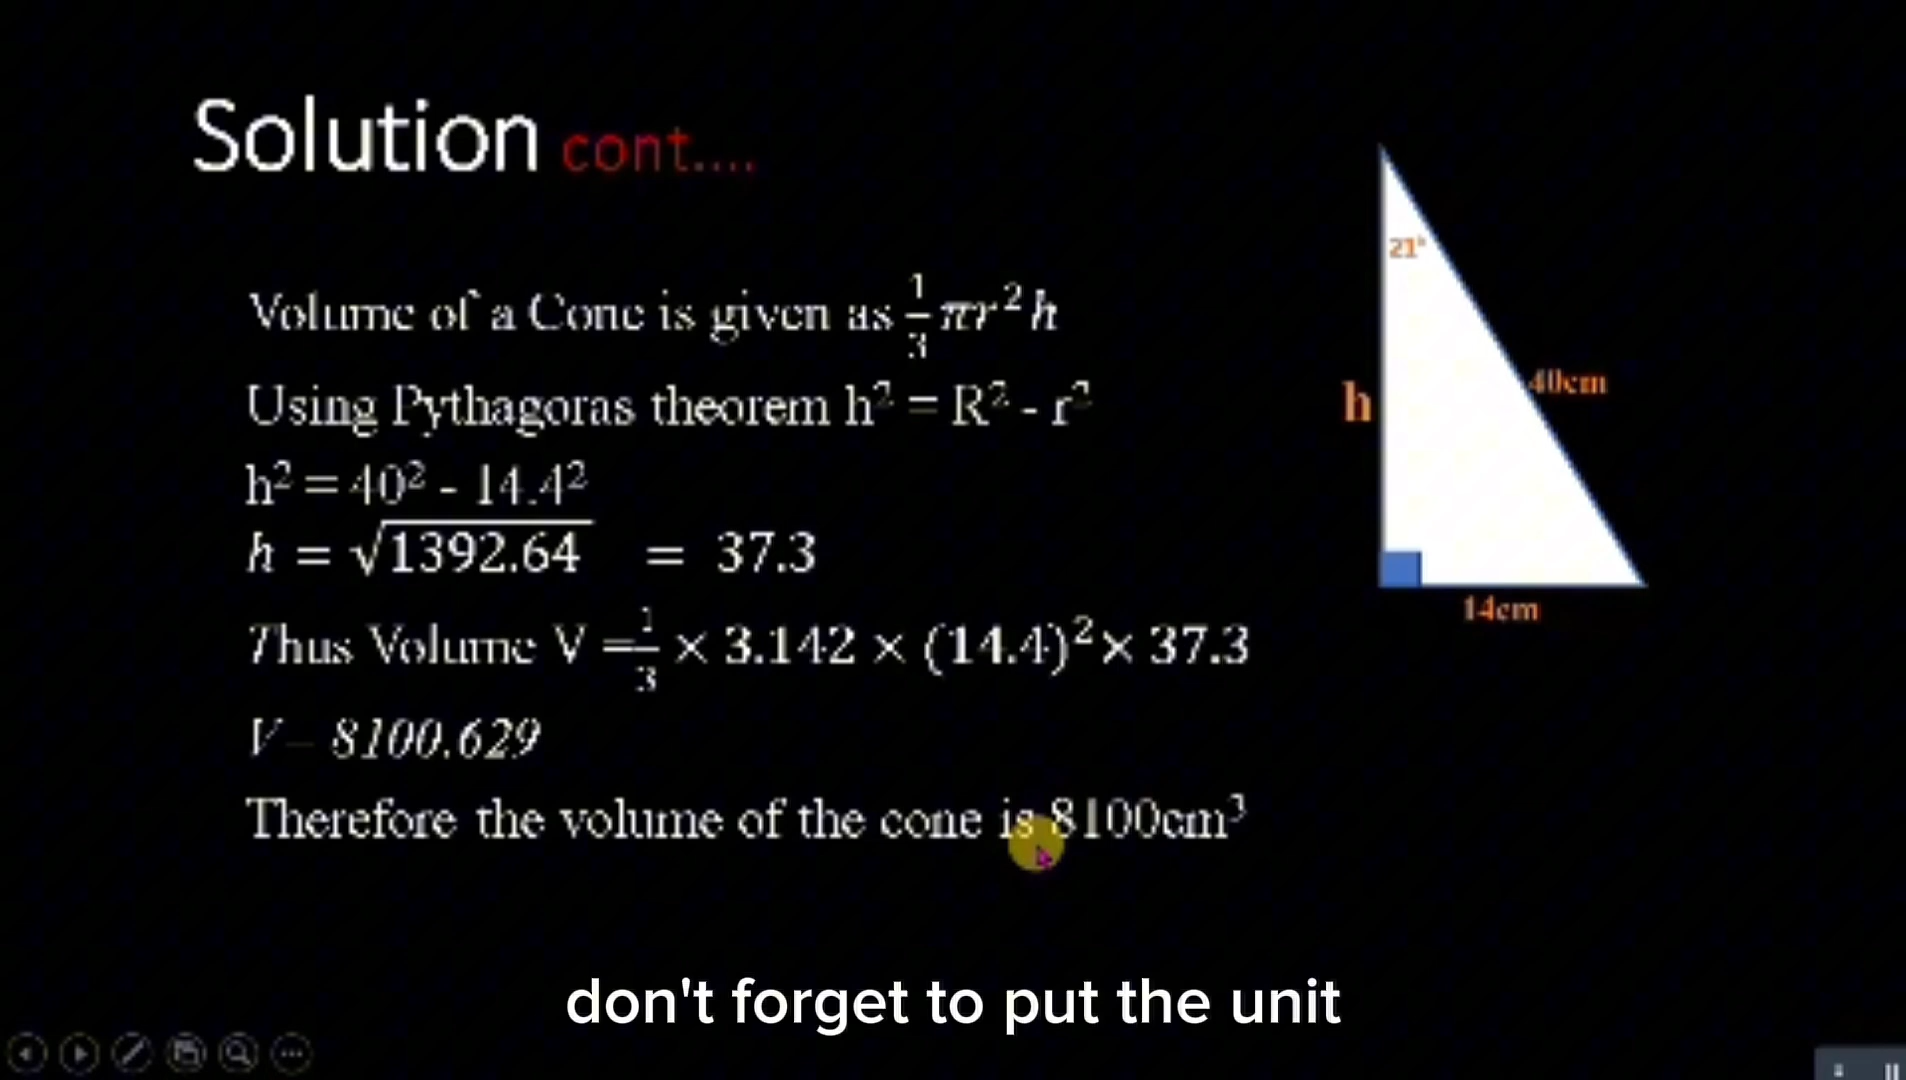 Solution cont....
Volume of a Cone is given as 1/3 πr²h
Using Pythagoras theorem h² = R² - r²
h² = 40² - 14.4²
h = √1392.64 = 37.3
Thus Volume V = 1/3 × 3.142 × (14.4)² × 37.3
V= 8100.629
Therefore the volume of the cone is 8100cm³
21°
h
40cm
14cm
don't forget to put the unit